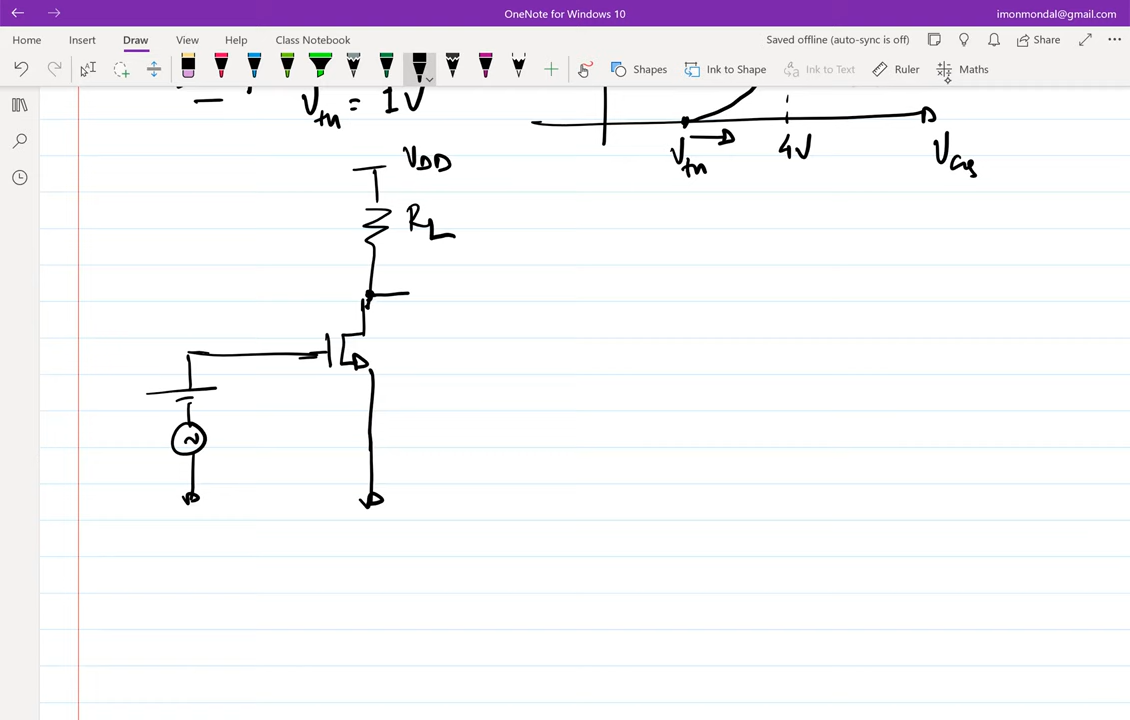 OneNote for Windows 10
imonmondal@gmail.com
Home Insert Draw View Help Class Notebook
Saved offline (auto-sync is off)
Share
Shapes Ink to Shape Ink to Text Ruler Maths
Vtn = 1V
Vtn 4V VGS
VDD
RL